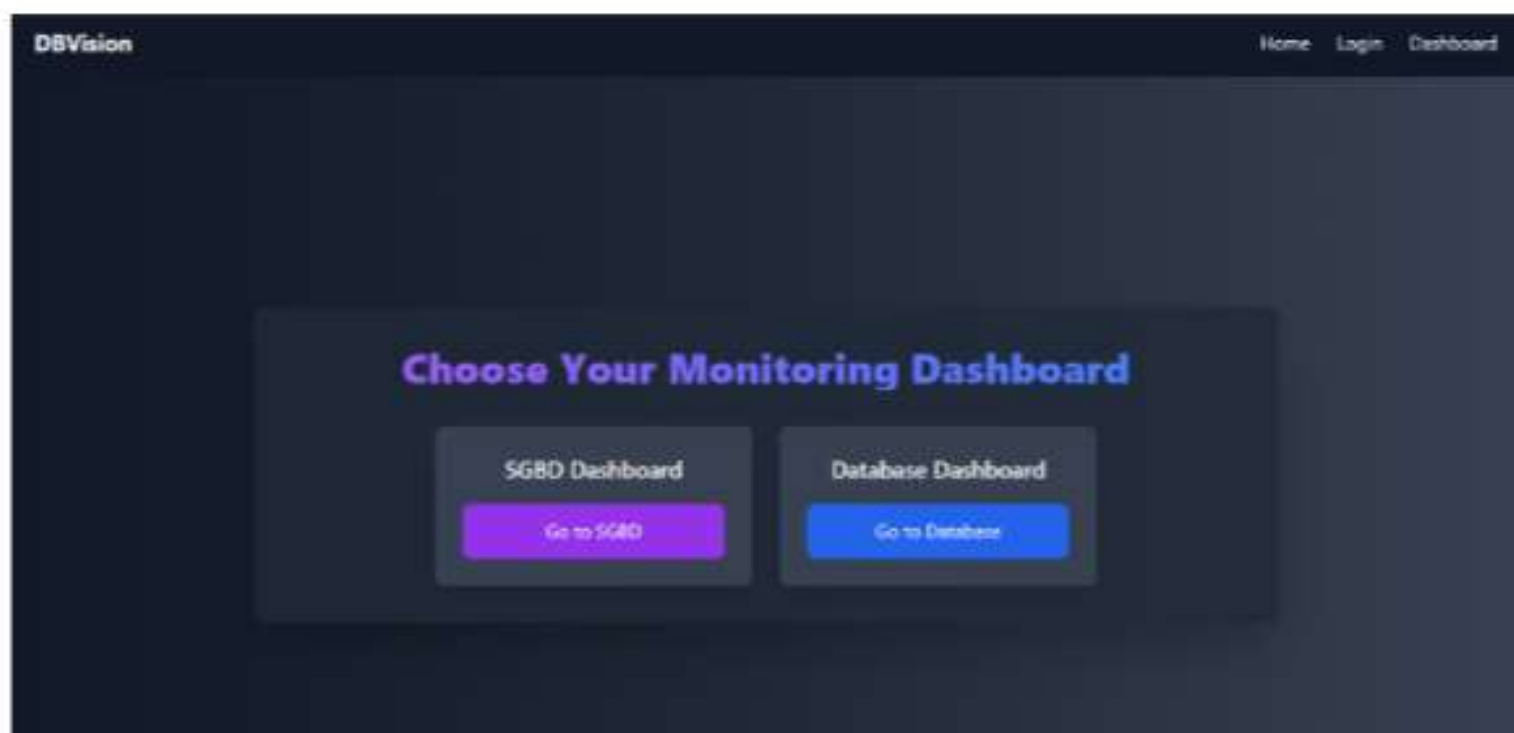 DBVision
Home Login Dashboard
Choose Your Monitoring Dashboard
SGBD Dashboard
Database Dashboard
Go to SGBD
Go to Database